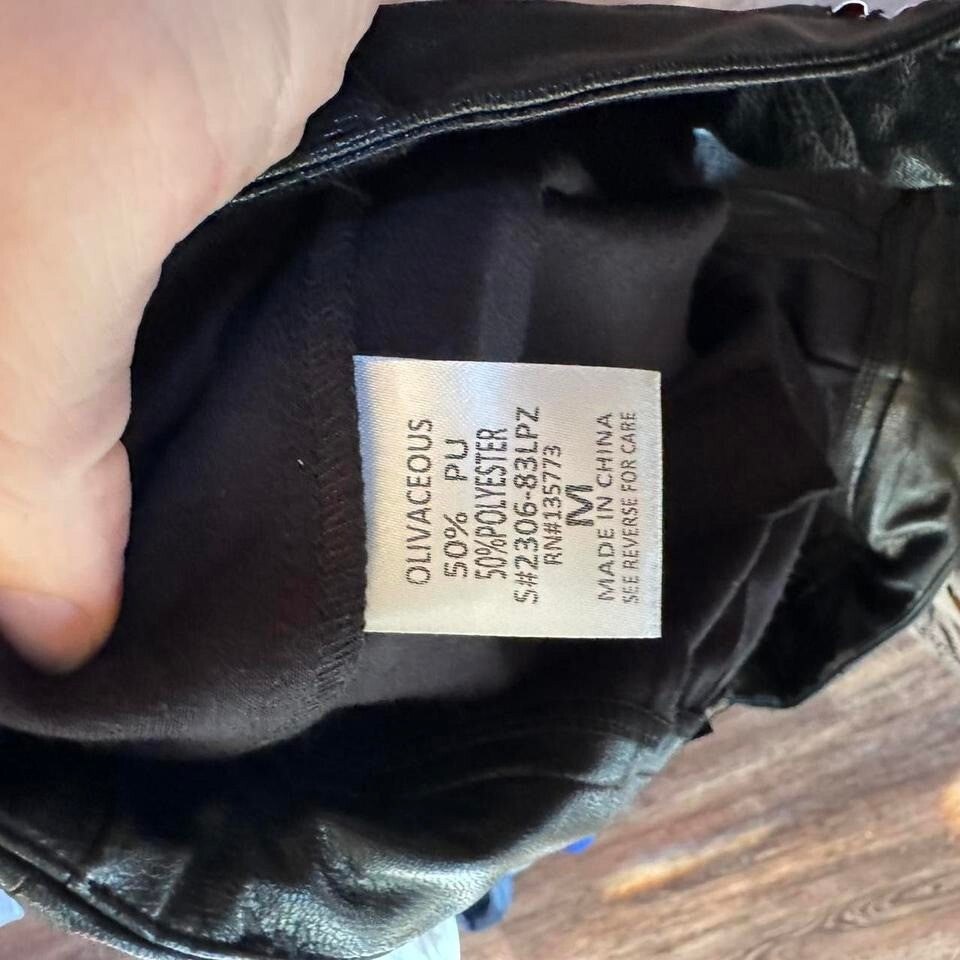 OLIVACEOUS
50% PU
50%POLYESTER
S#2306-83LPZ
RN#135773
M
MADE IN CHINA
SEE REVERSE FOR CARE